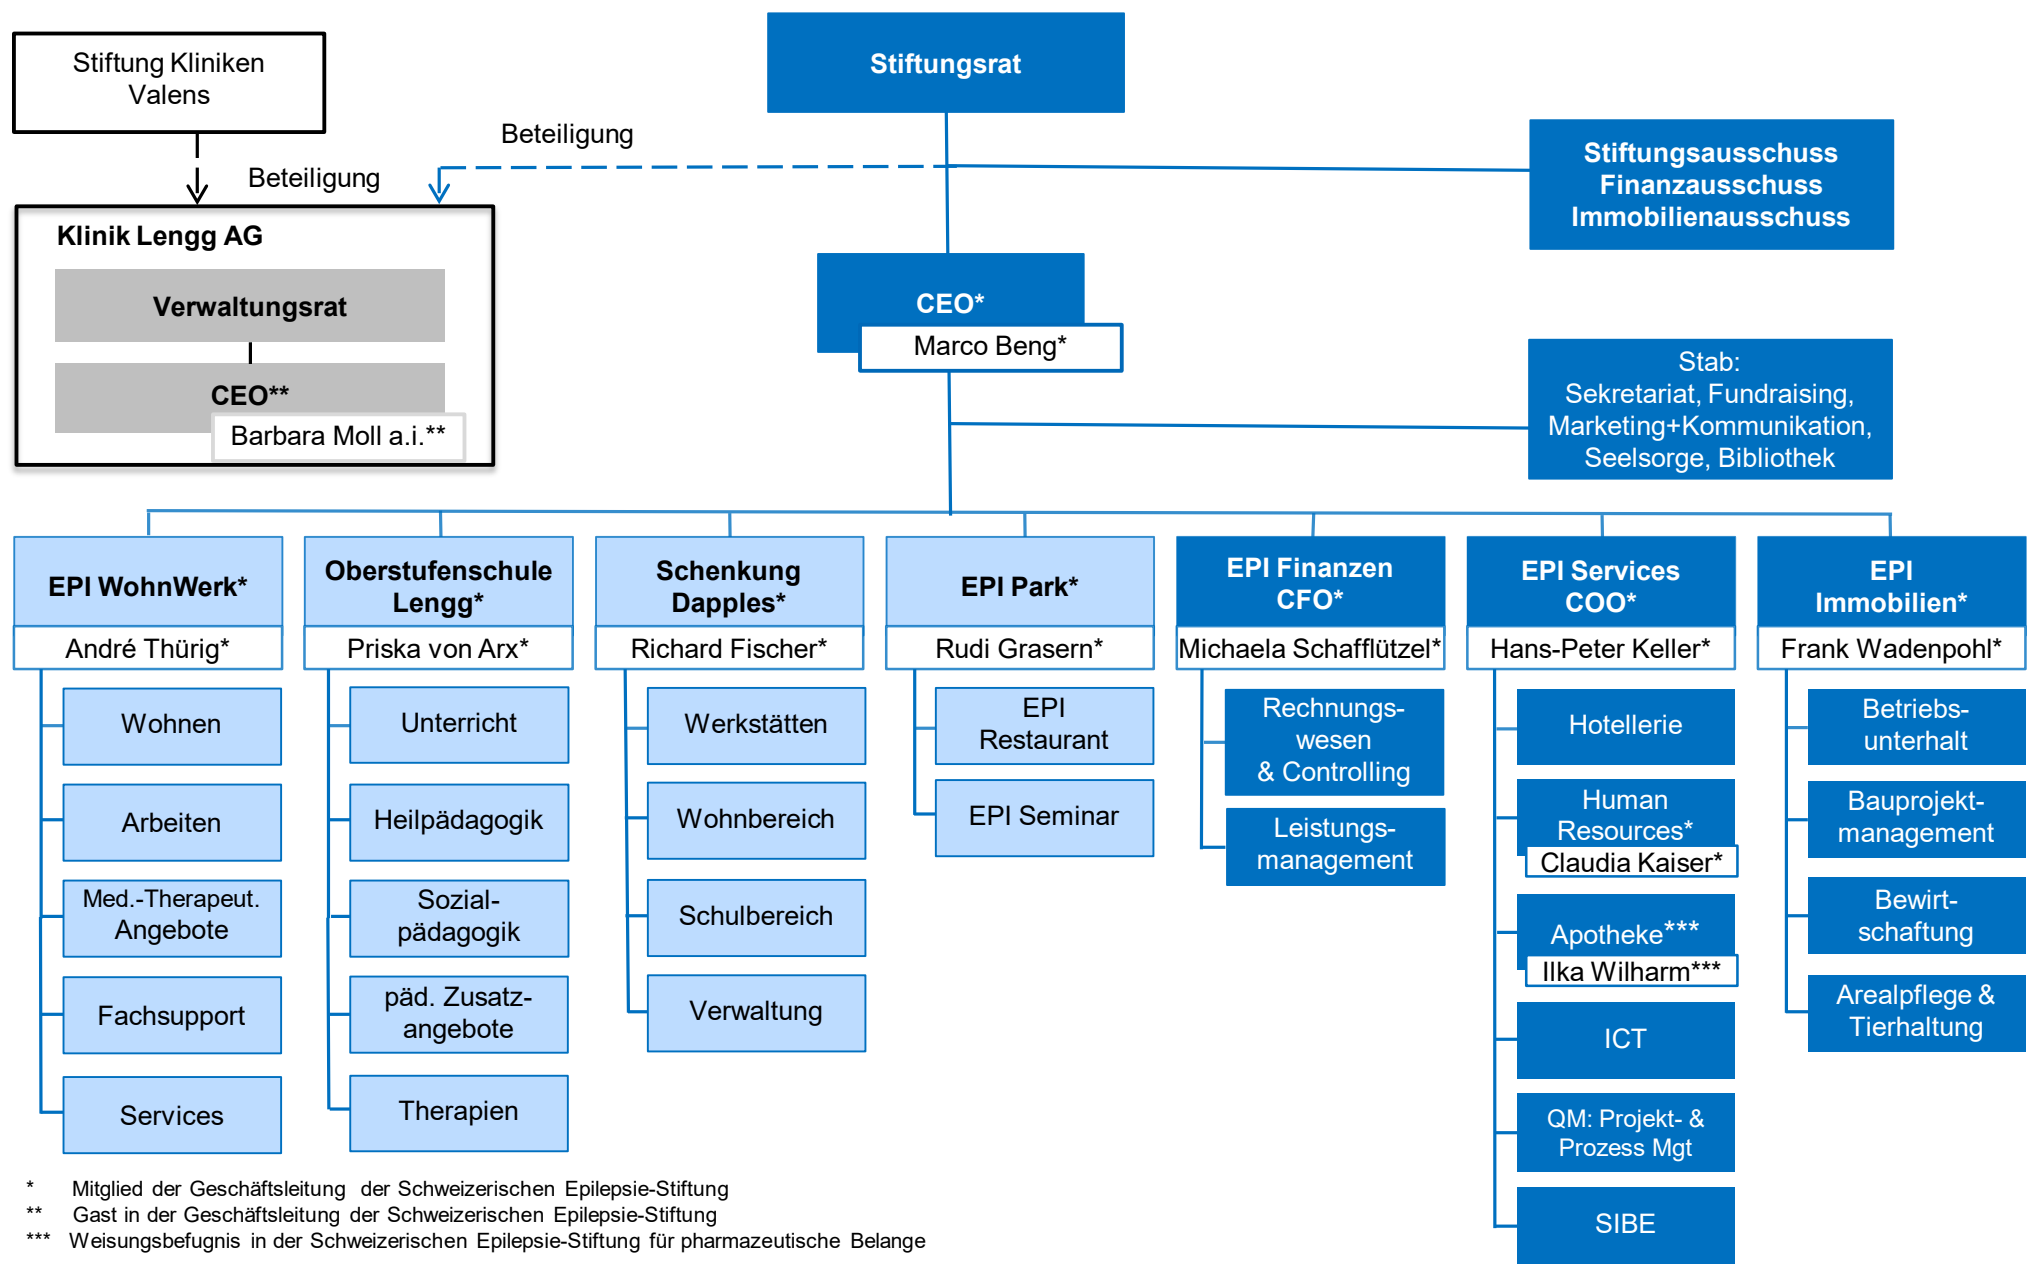 Stiftung Kliniken
Valens
Stiftungsrat
Beteiligung
Beteiligung
Stiftungsausschuss
Finanzausschuss
Immobilienausschuss
Klinik Lengg AG
Verwaltungsrat
CEO**
Barbara Moll a.i.**
CEO*
Marco Beng*
Stab:
Sekretariat, Fundraising,
Marketing+Kommunikation,
Seelsorge, Bibliothek
EPI WohnWerk*
André Thürig*
Wohnen
Arbeiten
Med.-Therapeut.
Angebote
Fachsupport
Services
Oberstufenschule
Lengg*
Priska von Arx*
Unterricht
Heilpädagogik
Sozial-
pädagogik
päd. Zusatz-
angebote
Therapien
Schenkung
Dapples*
Richard Fischer*
Werkstätten
Wohnbereich
Schulbereich
Verwaltung
EPI Park*
Rudi Grasern*
EPI
Restaurant
EPI Seminar
EPI Finanzen
CFO*
Michaela Schafflützel*
Rechnungs-
wesen
& Controlling
Leistungs-
management
EPI Services
COO*
Hans-Peter Keller*
Hotellerie
Human
Resources*
Claudia Kaiser*
Apotheke***
Ilka Wilharm***
ICT
QM: Projekt- &
Prozess Mgt
SIBE
EPI
Immobilien*
Frank Wadenpohl*
Betriebs-
unterhalt
Bauprojekt-
management
Bewirt-
schaftung
Arealpflege &
Tierhaltung
* Mitglied der Geschäftsleitung der Schweizerischen Epilepsie-Stiftung
** Gast in der Geschäftsleitung der Schweizerischen Epilepsie-Stiftung
*** Weisungsbefugnis in der Schweizerischen Epilepsie-Stiftung für pharmazeutische Belange